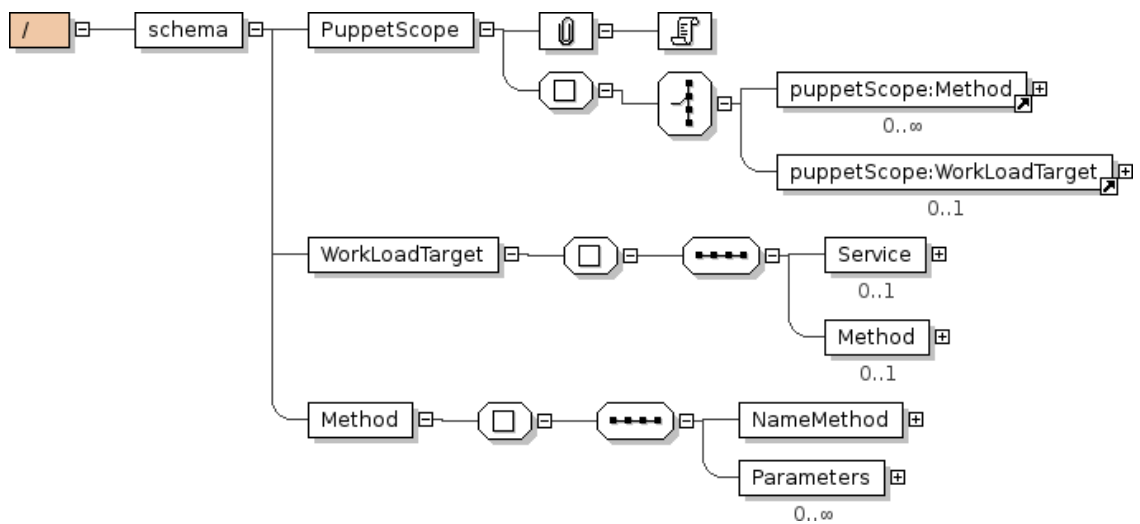 /
schema
PuppetScope
puppetScope:Method
0..∞
puppetScope:WorkLoadTarget
0..1
WorkLoadTarget
Service
0..1
Method
0..1
Method
NameMethod
Parameters
0..∞